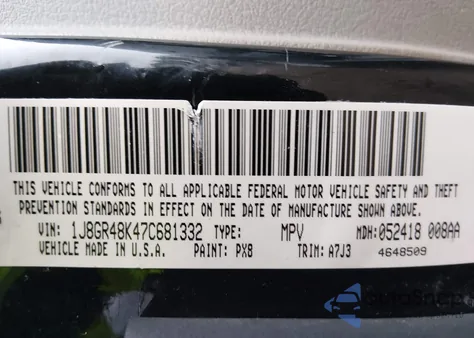 THIS VEHICLE CONFORMS TO ALL APPLICABLE FEDERAL MOTOR VEHICLE SAFETY AND THEFT
PREVENTION STANDARDS IN EFFECT ON THE DATE OF MANUFACTURE SHOWN ABOVE.
VIN: 1J8GR48K47C681332 TYPE: MPV MDH: 052418 008AA
VEHICLE MADE IN U.S.A. PAINT: PX8 TRIM: A7J3 4648509
AutoSnap